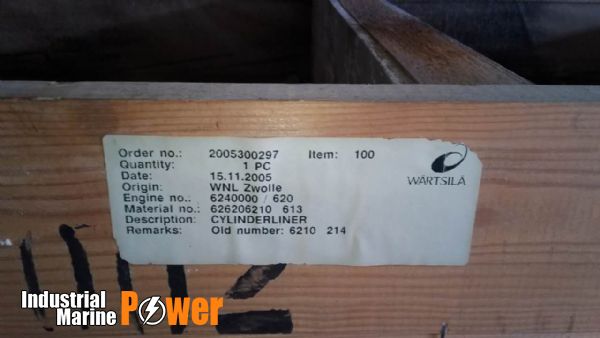 Order no.: 2005300297 Item: 100
Quantity: 1 PC
Date: 15.11.2005
Origin: WNL Zwolle
Engine no.: 6240000 / 620
Material no.: 626206210 613
Description: CYLINDERLINER
Remarks: Old number: 6210 214
WÄRTSILÄ
Industrial
Marine Power